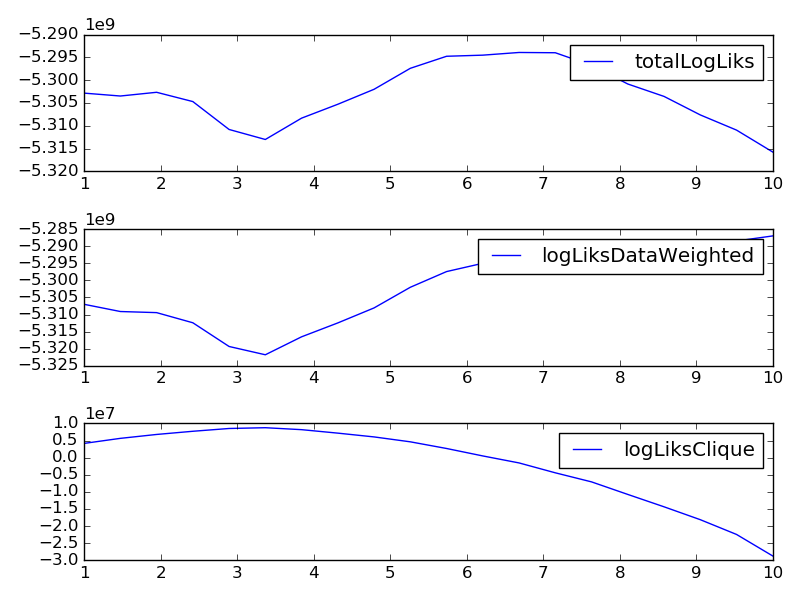 1e9
−5.290
−5.295
−5.300
−5.305
−5.310
−5.315
−5.320
totalLogLiks
1 2 3 4 5 6 7 8 9 10
1e9
−5.285
−5.290
−5.295
−5.300
−5.305
−5.310
−5.315
−5.320
−5.325
logLiksDataWeighted
1 2 3 4 5 6 7 8 9 10
1e7
1.0
0.5
0.0
−0.5
−1.0
−1.5
−2.0
−2.5
−3.0
logLiksClique
1 2 3 4 5 6 7 8 9 10